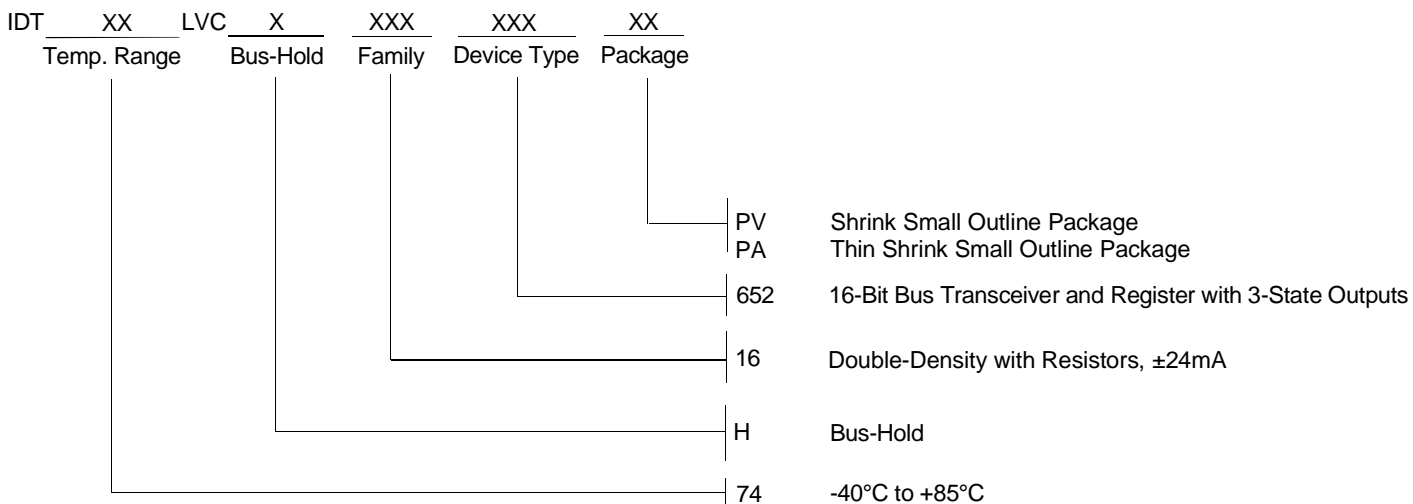 IDT XX LVC X XXX XXX XX
Temp. Range Bus-Hold Family Device Type Package
PV Shrink Small Outline Package
PA Thin Shrink Small Outline Package
652 16-Bit Bus Transceiver and Register with 3-State Outputs
16 Double-Density with Resistors, ±24mA
H Bus-Hold
74 -40°C to +85°C